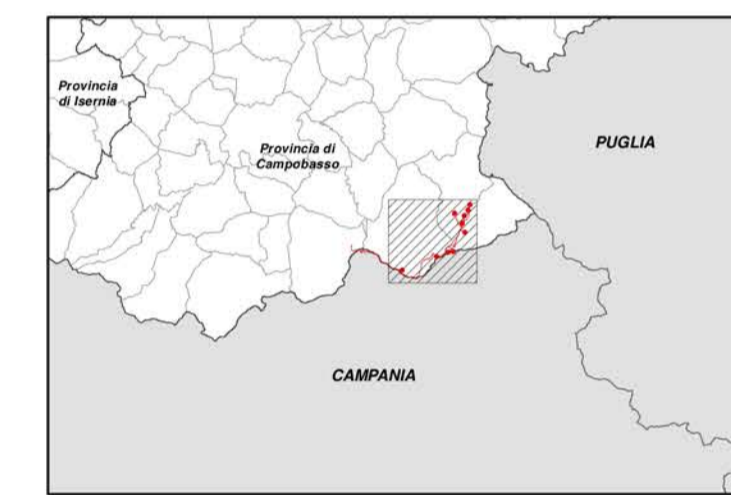 Provincia
di Isernia
Provincia di
Campobasso
PUGLIA
CAMPANIA